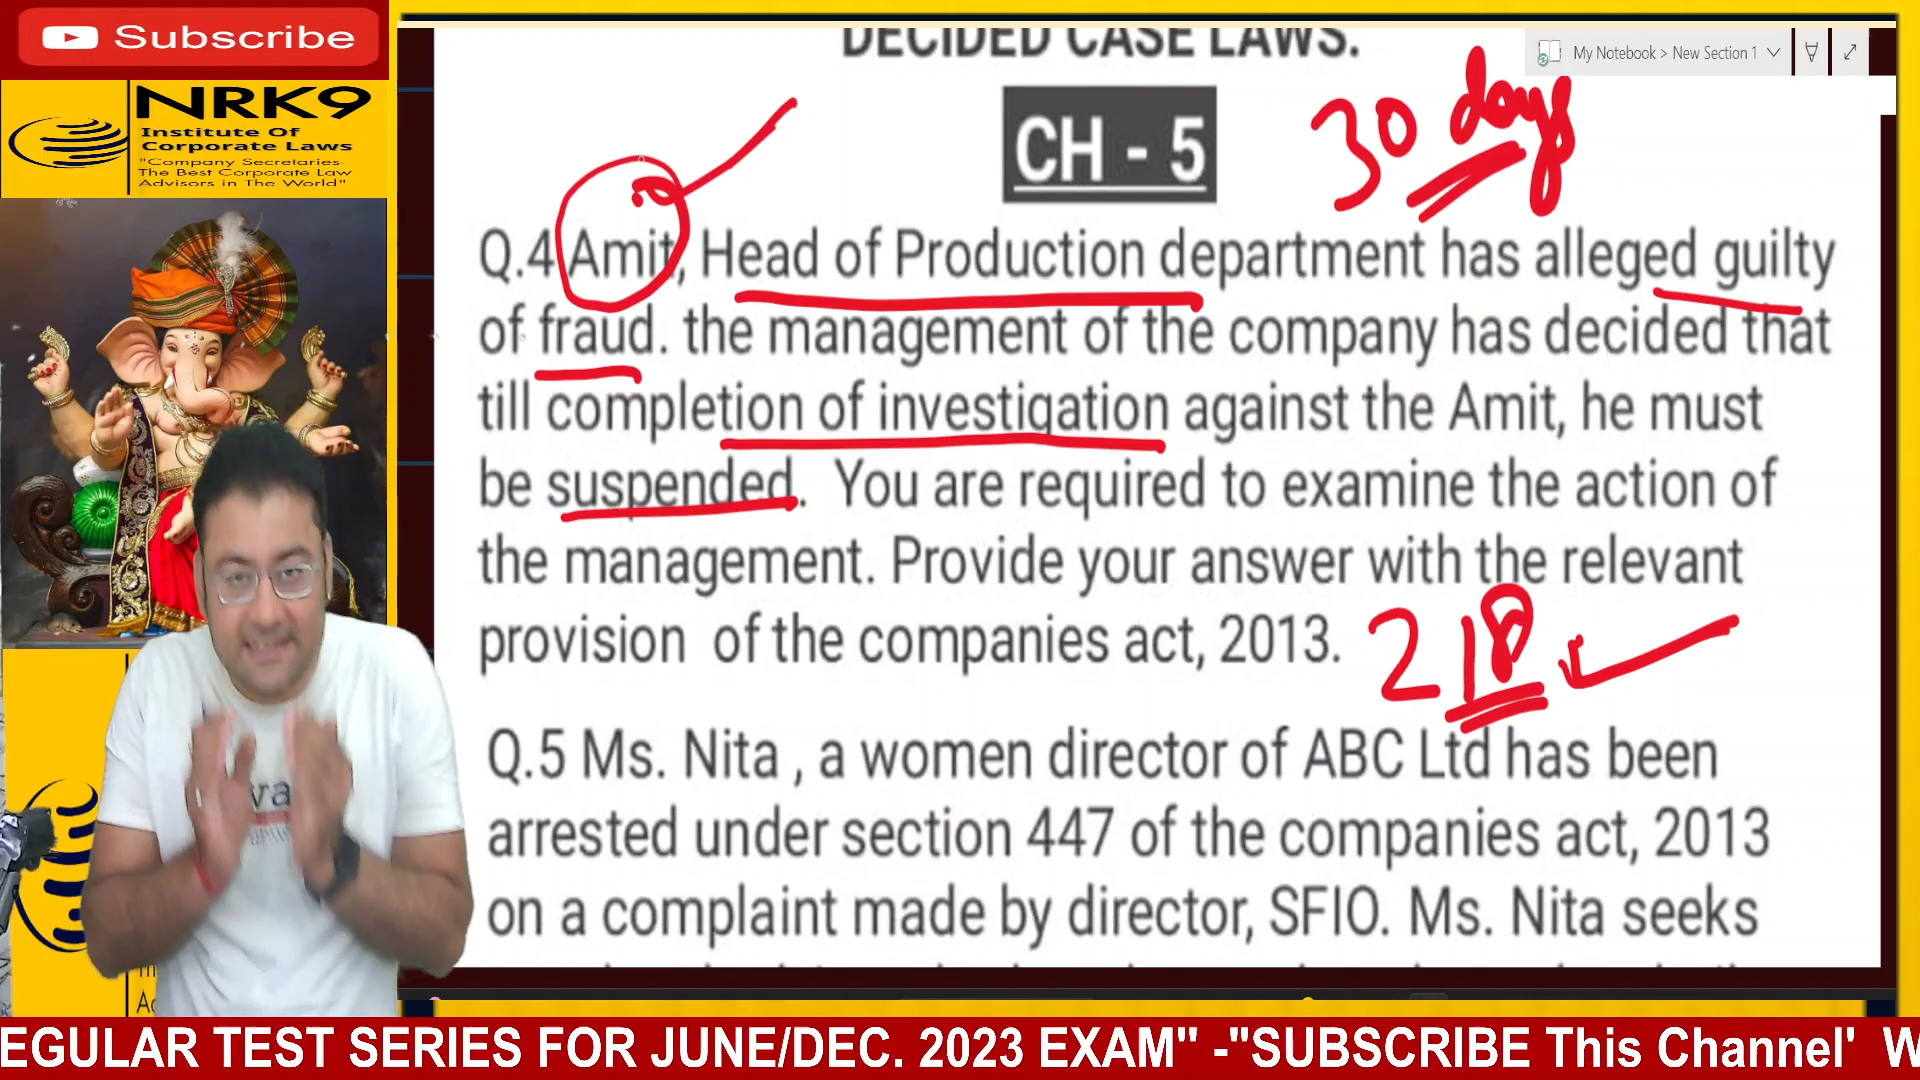 Subscribe
NRK9
Institute Of
Corporate Laws
"Company Secretaries-
The Best Corporate Law
Advisors in The World"
DECIDED CASE LAWS.
My Notebook > New Section 1
CH - 5
30 days
Q.4 Amit, Head of Production department has alleged guilty
of fraud. the management of the company has decided that
till completion of investigation against the Amit, he must
be suspended. You are required to examine the action of
the management. Provide your answer with the relevant
provision of the companies act, 2013.
218
Q.5 Ms. Nita , a women director of ABC Ltd has been
arrested under section 447 of the companies act, 2013
on a complaint made by director, SFIO. Ms. Nita seeks
EGULAR TEST SERIES FOR JUNE/DEC. 2023 EXAM" -"SUBSCRIBE This Channel' W